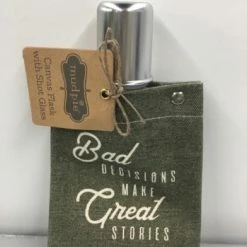 mudpie
Canvas Flask
with Shot Glass
Bad
DECISIONS
MAKE
Great
STORIES